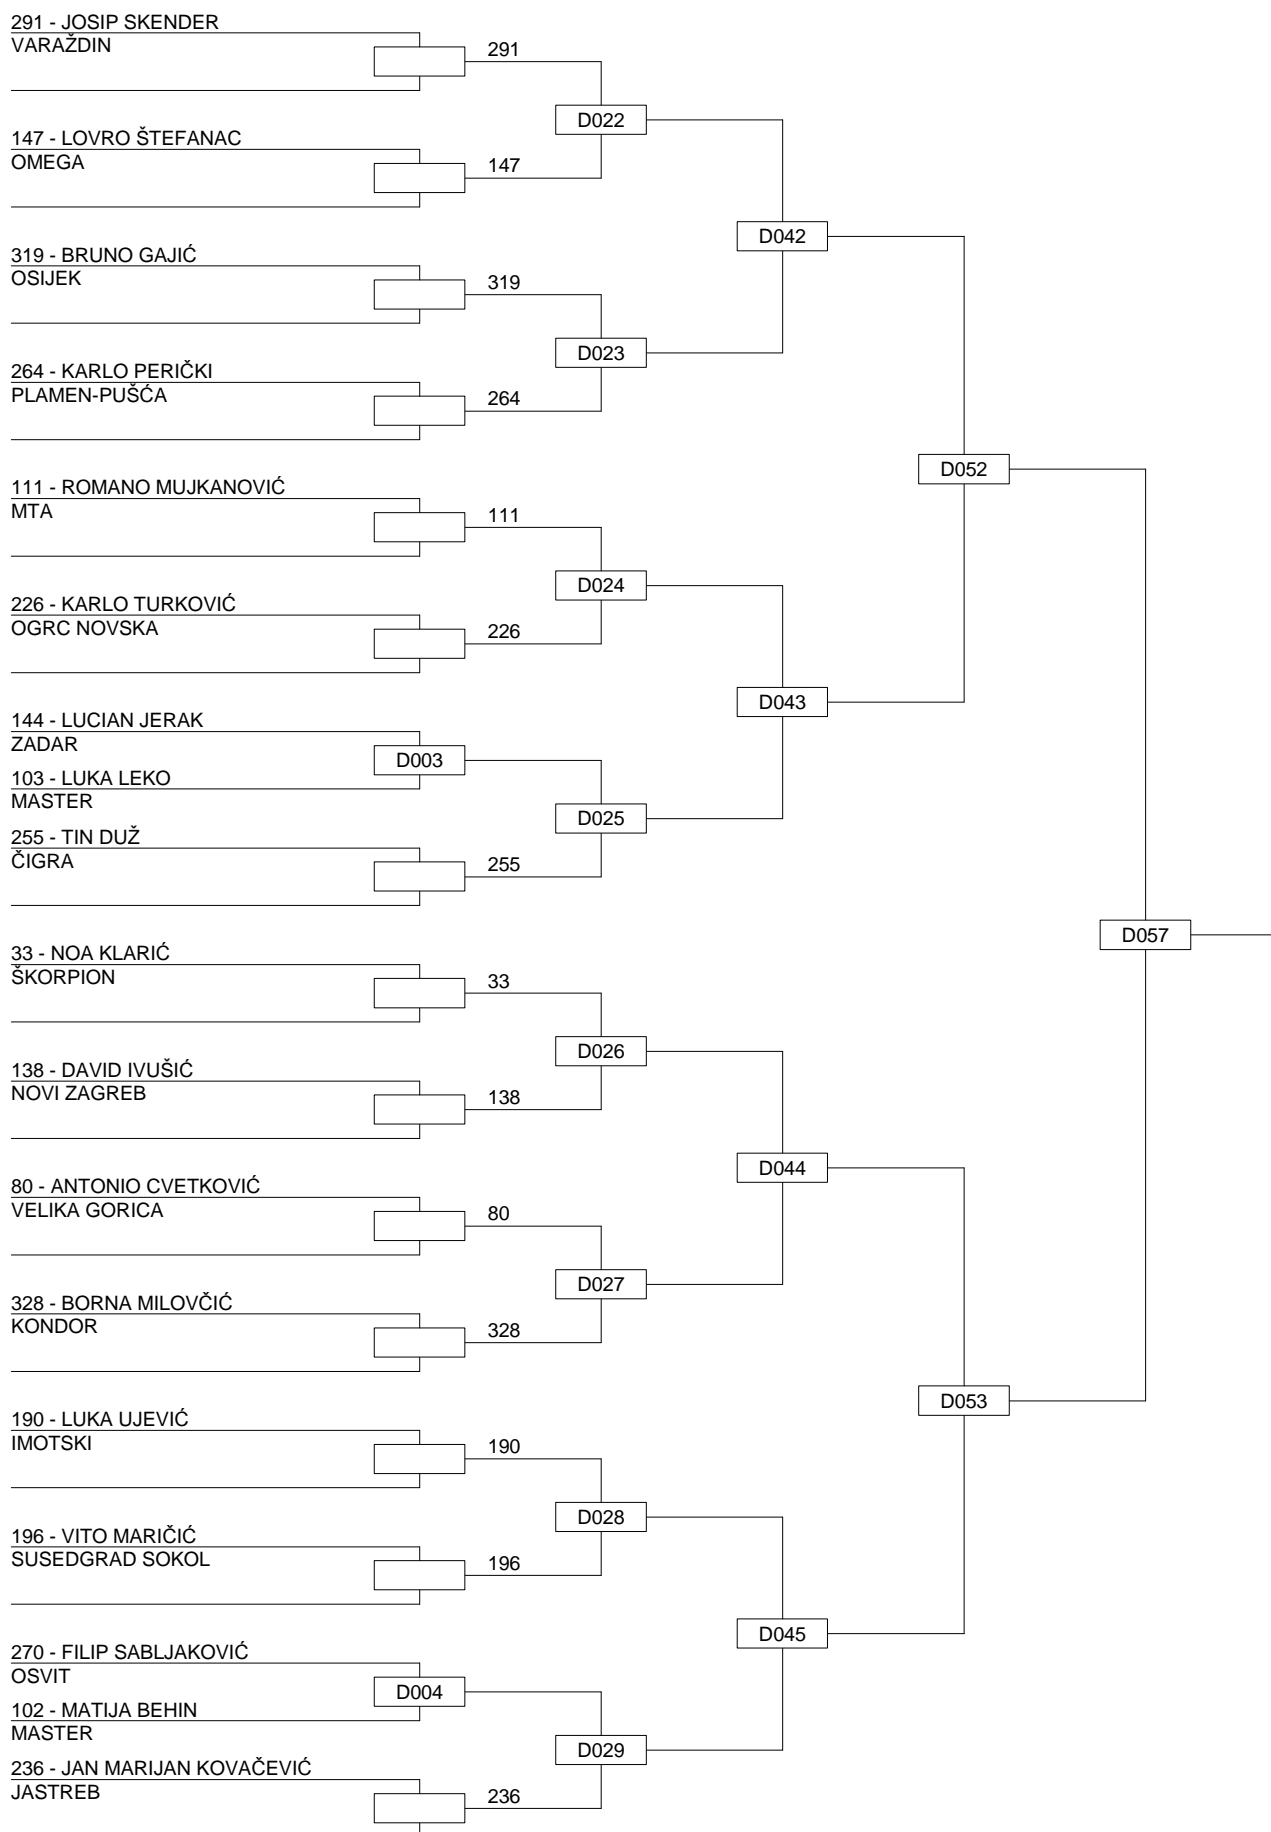 291 - JOSIP SKENDER
VARAŽDIN
291
D022
147 - LOVRO ŠTEFANAC
OMEGA
147
D042
319 - BRUNO GAJIĆ
OSIJEK
319
D023
264 - KARLO PERIČKI
PLAMEN-PUŠĆA
264
D052
111 - ROMANO MUJKANOVIĆ
MTA
111
D024
226 - KARLO TURKOVIĆ
OGRC NOVSKA
226
D043
144 - LUCIAN JERAK
ZADAR
D003
103 - LUKA LEKO
MASTER
D025
255 - TIN DUŽ
ČIGRA
255
D057
33 - NOA KLARIĆ
ŠKORPION
33
D026
138 - DAVID IVUŠIĆ
NOVI ZAGREB
138
D044
80 - ANTONIO CVETKOVIĆ
VELIKA GORICA
80
D027
328 - BORNA MILOVČIĆ
KONDOR
328
D053
190 - LUKA UJEVIĆ
IMOTSKI
190
D028
196 - VITO MARIČIĆ
SUSEDGRAD SOKOL
196
D045
270 - FILIP SABLJAKOVIĆ
OSVIT
D004
102 - MATIJA BEHIN
MASTER
D029
236 - JAN MARIJAN KOVAČEVIĆ
JASTREB
236